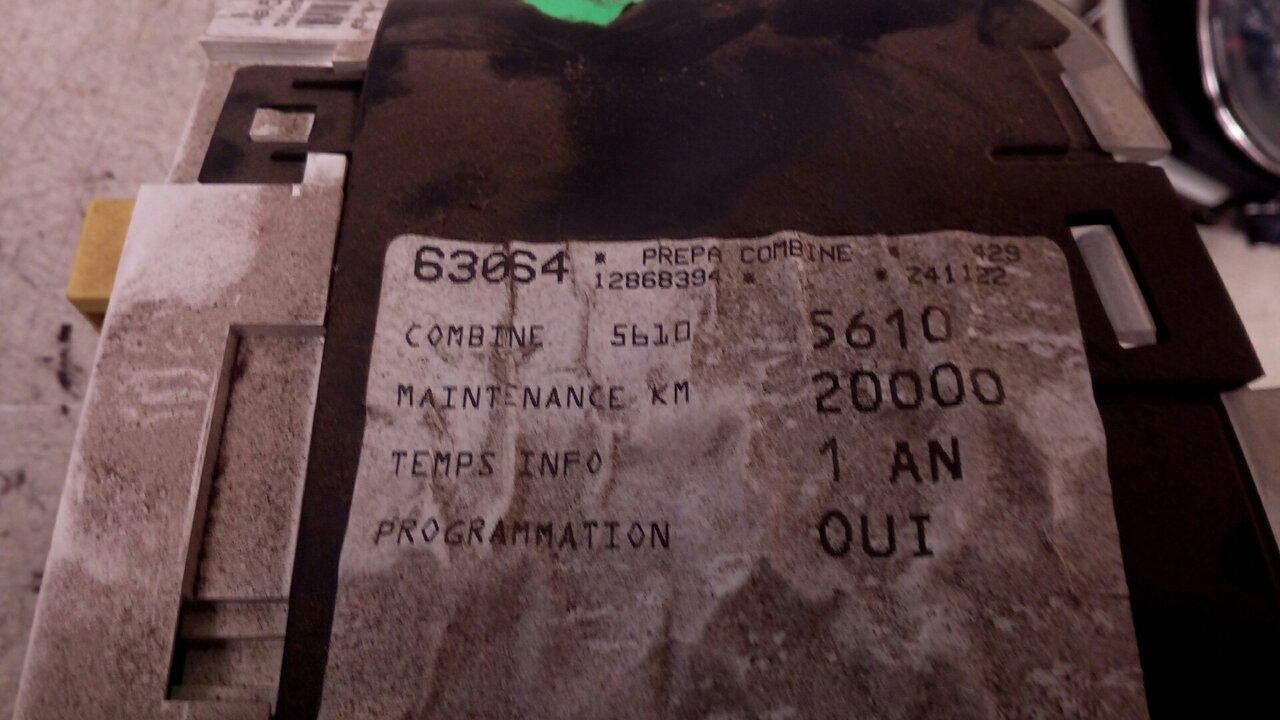 63064 * PREPA COMBINE * 429
12868394 * * 241122
COMBINE 5610 5610
MAINTENANCE KM 20000
TEMPS INFO 1 AN
PROGRAMMATION OUI